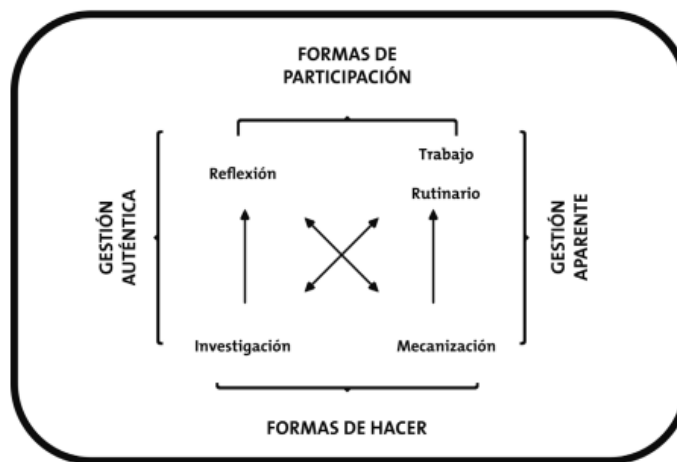 FORMAS DE
PARTICIPACIÓN
Trabajo
Reflexión
Rutinario
GESTIÓN
AUTÉNTICA
GESTIÓN
APARENTE
Investigación
Mecanización
FORMAS DE HACER